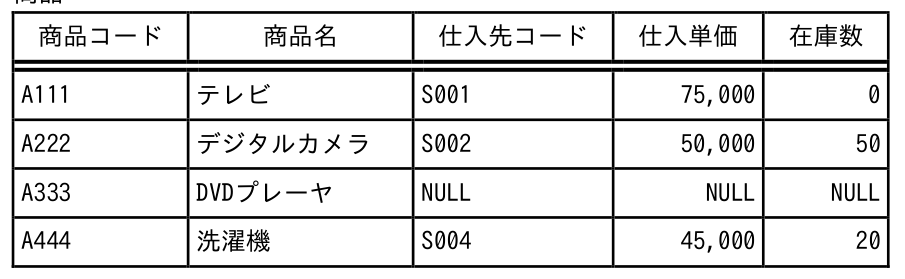 商品
商品コード 商品名 仕入先コード 仕入単価 在庫数
A111 テレビ S001 75,000 0
A222 デジタルカメラ S002 50,000 50
A333 DVDプレーヤ NULL NULL NULL
A444 洗濯機 S004 45,000 20